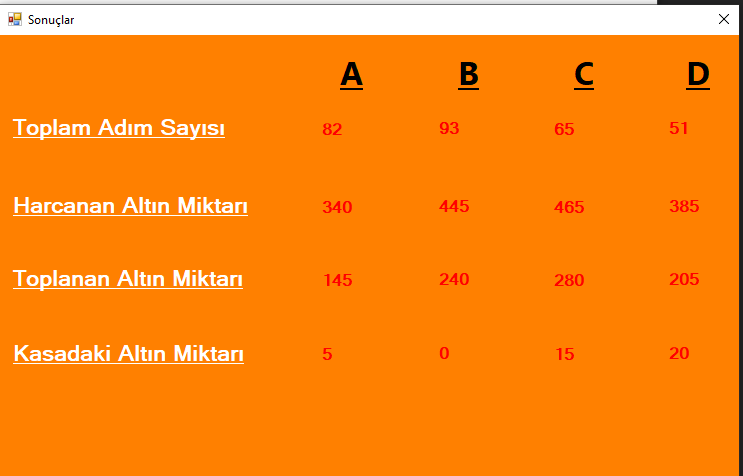 Sonuçlar
A B C D
Toplam Adım Sayısı 82 93 65 51
Harcanan Altın Miktarı 340 445 465 385
Toplanan Altın Miktarı 145 240 280 205
Kasadaki Altın Miktarı 5 0 15 20